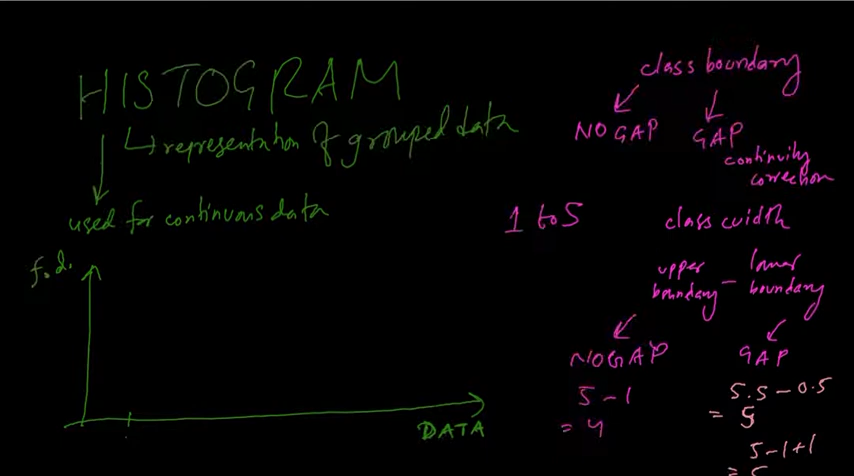 HISTOGRAM
↳ representation of grouped data
used for continuous data
f.d.
DATA
class boundary
NO GAP GAP
continuity
correction
1 to 5
class width
upper boundary - lower boundary
NO GAP
5 - 1
= 4
GAP
5.5 - 0.5
= 5
5 - 1 + 1
= 5